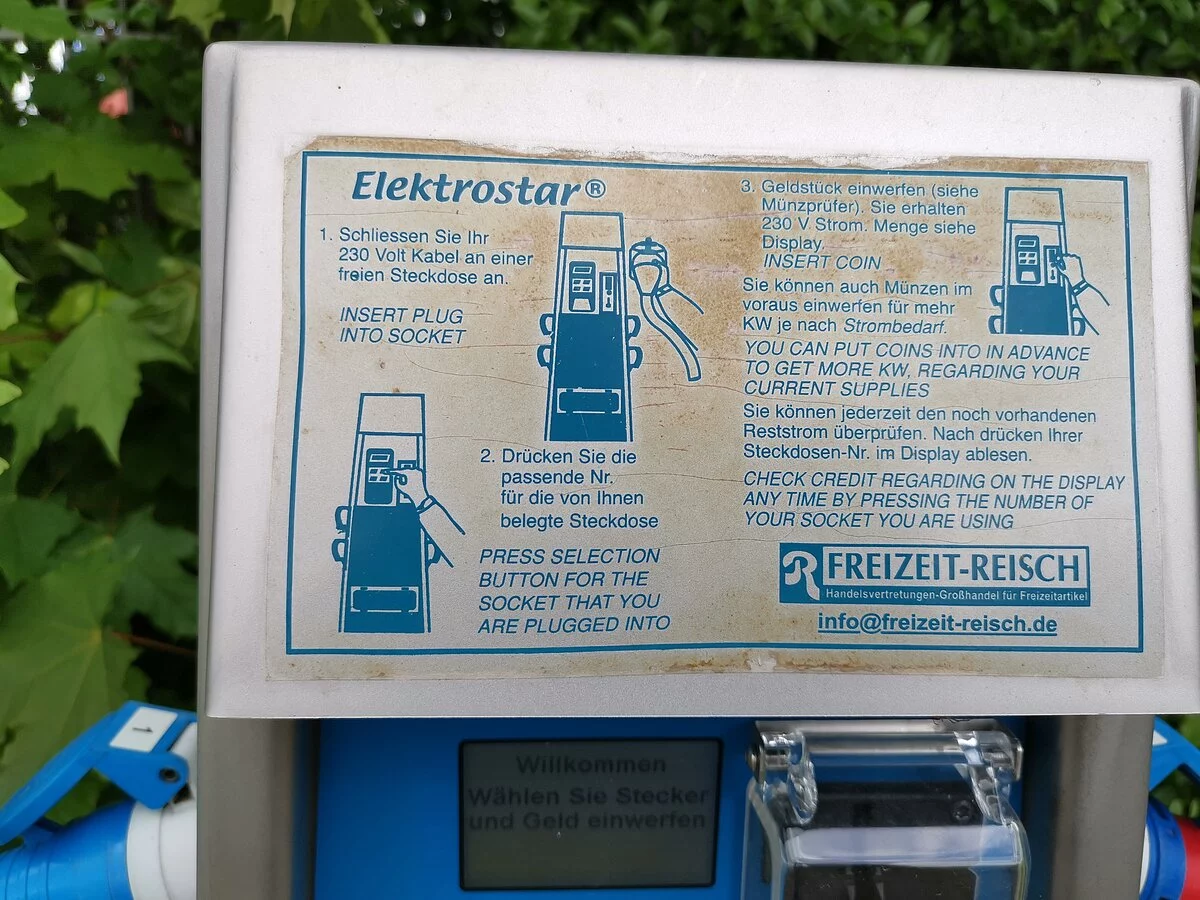 Elektrostar®
1. Schliessen Sie Ihr
230 Volt Kabel an einer
freien Steckdose an.
INSERT PLUG
INTO SOCKET
2. Drücken Sie die
passende Nr.
für die von Ihnen
belegte Steckdose
PRESS SELECTION
BUTTON FOR THE
SOCKET THAT YOU
ARE PLUGGED INTO
3. Geldstück einwerfen (siehe
Münzprüfer). Sie erhalten
230 V Strom. Menge siehe
Display.
INSERT COIN
Sie können auch Münzen im
voraus einwerfen für mehr
KW je nach Strombedarf.
YOU CAN PUT COINS INTO IN ADVANCE
TO GET MORE KW, REGARDING YOUR
CURRENT SUPPLIES
Sie können jederzeit den noch vorhandenen
Reststrom überprüfen. Nach drücken Ihrer
Steckdosen-Nr. im Display ablesen.
CHECK CREDIT REGARDING ON THE DISPLAY
ANY TIME BY PRESSING THE NUMBER OF
YOUR SOCKET YOU ARE USING
R FREIZEIT-REISCH
Handelsvertretungen-Großhandel für Freizeitartikel
info@freizeit-reisch.de
1
Willkommen
Wählen Sie Stecker
und Geld einwerfen